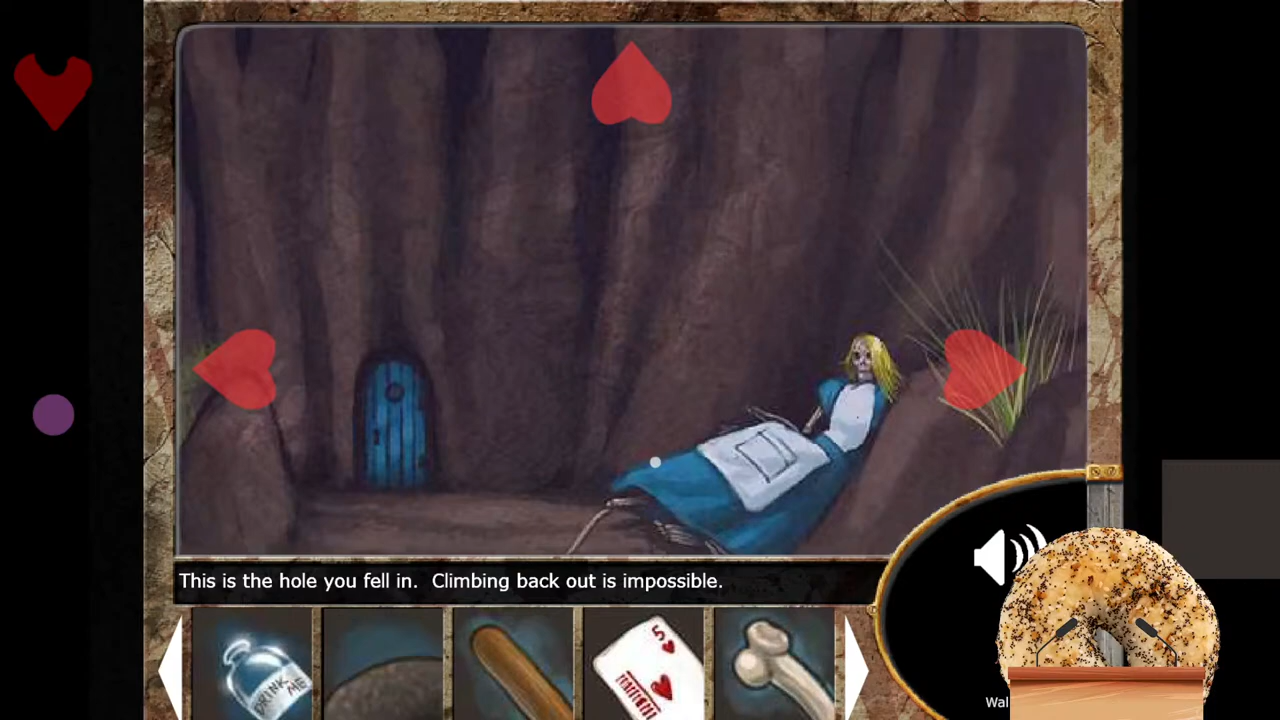 This is the hole you fell in.  Climbing back out is impossible.
DRINK
ME
5
Wal